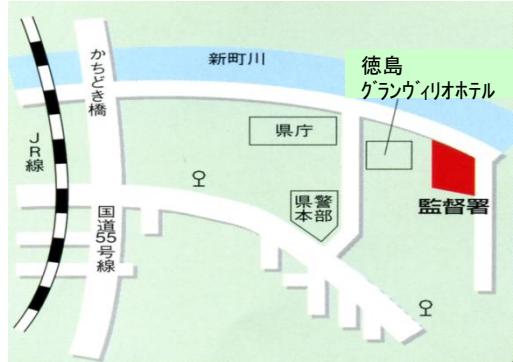 新町川
徳島
グランヴィリオホテル
かちどき橋
県庁
JR線
監督署
県警
本部
国道55号線